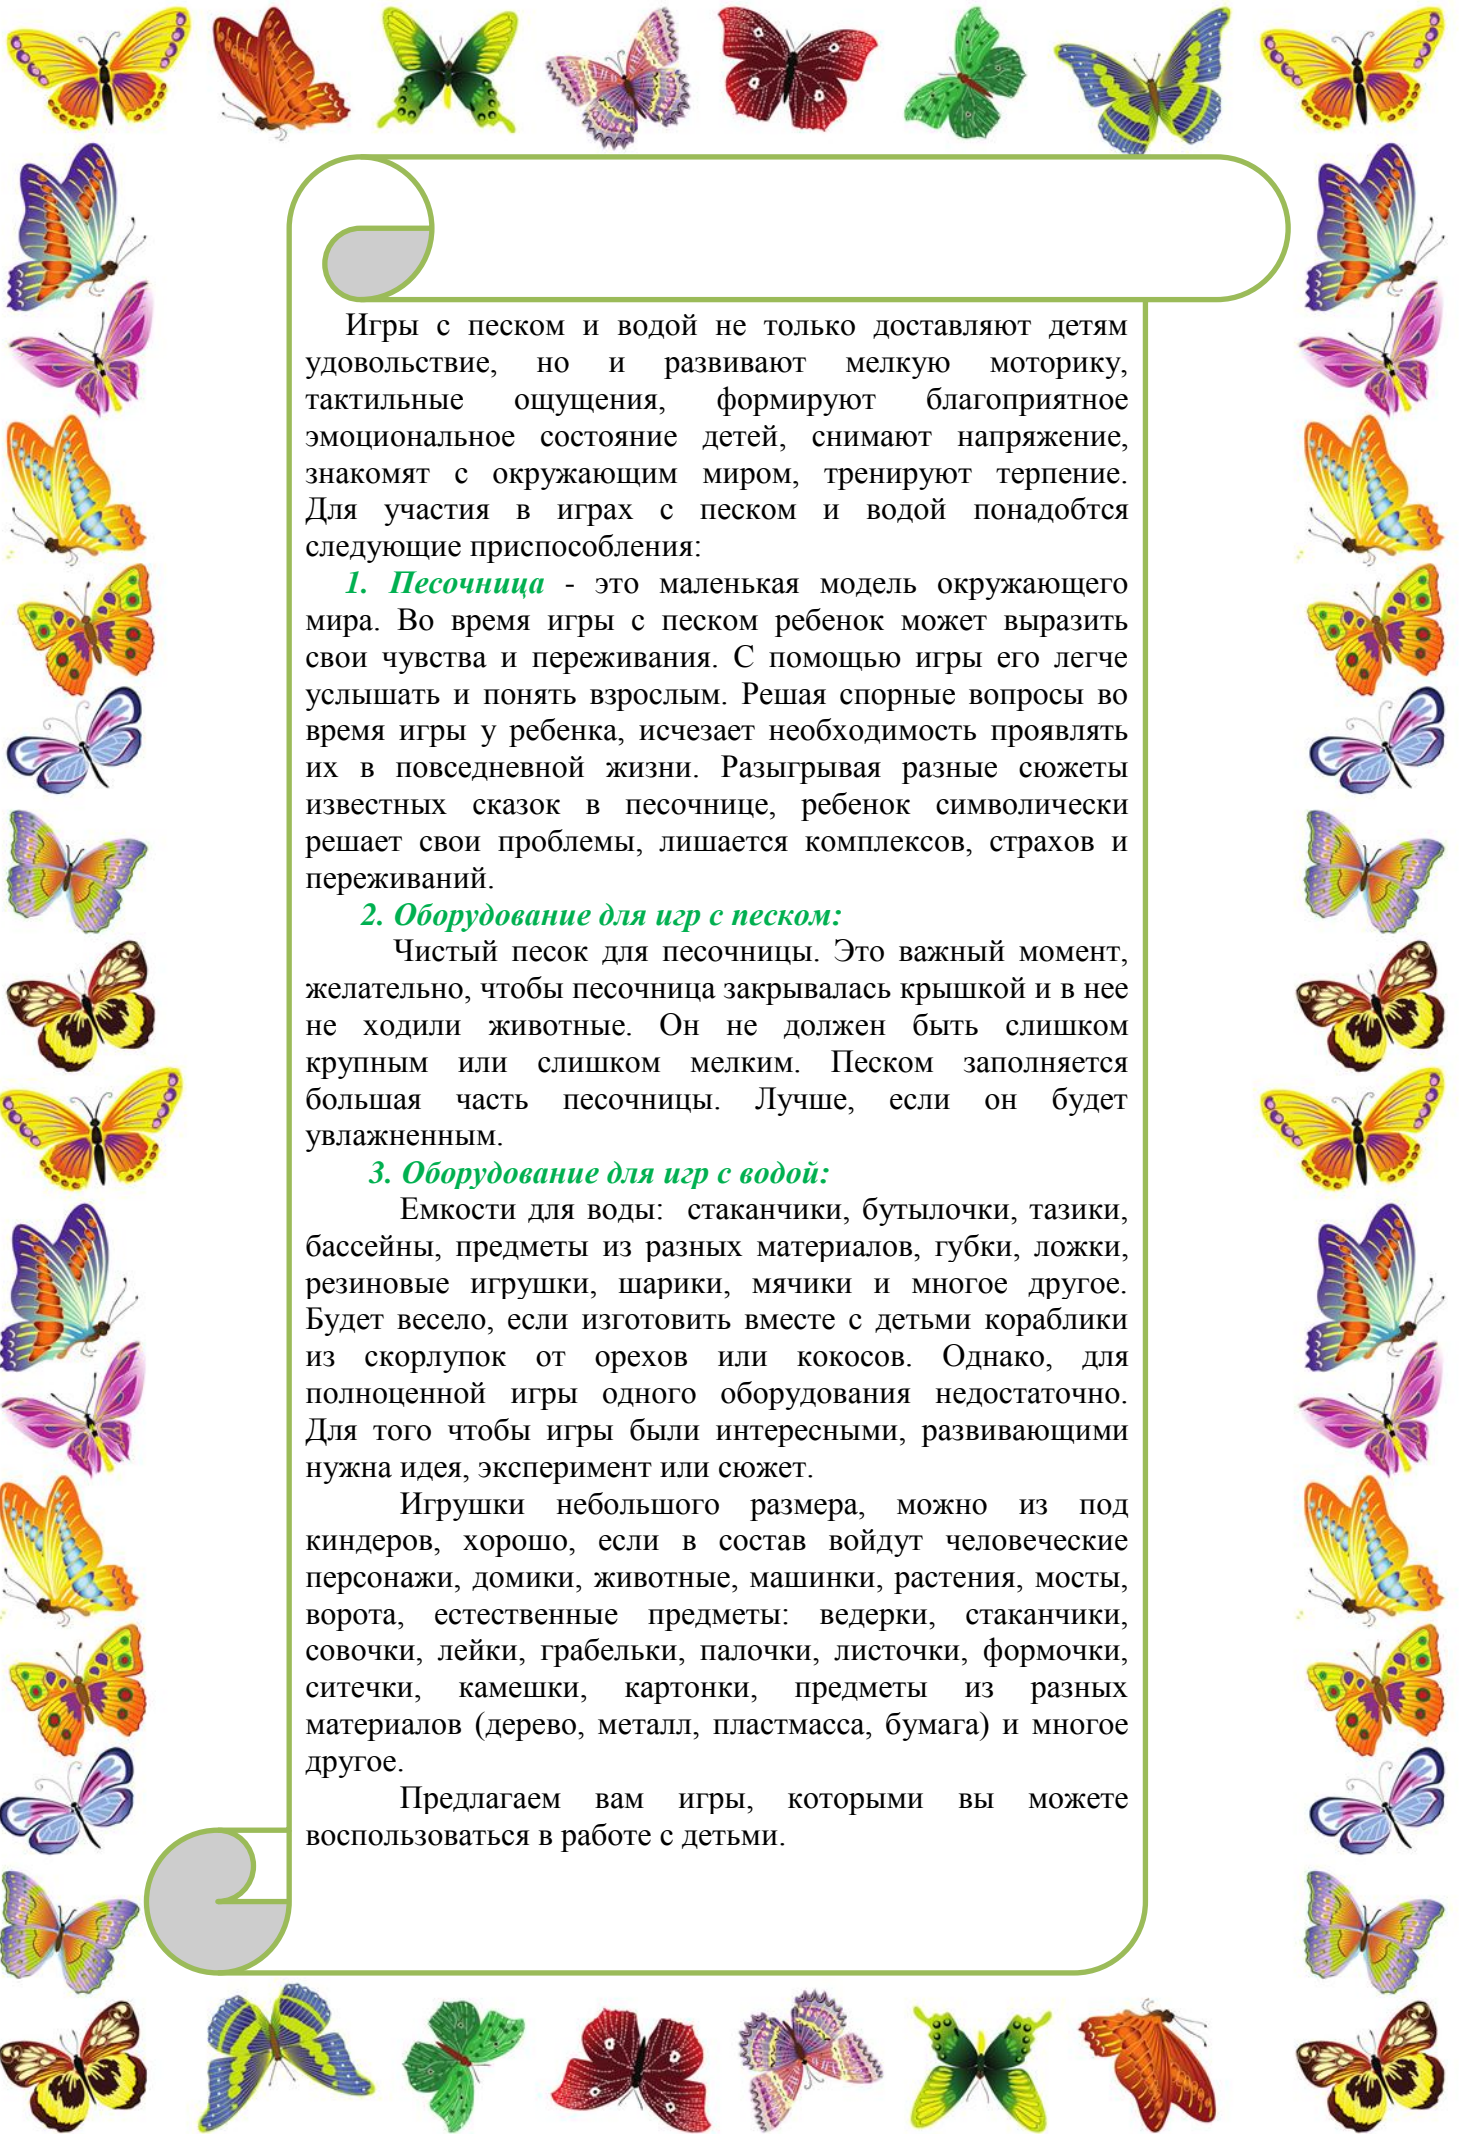 Игры с песком и водой не только доставляют детям
удовольствие, но и развивают мелкую моторику,
тактильные ощущения, формируют благоприятное
эмоциональное состояние детей, снимают напряжение,
знакомят с окружающим миром, тренируют терпение.
Для участия в играх с песком и водой понадобтся
следующие приспособления:
1. Песочница - это маленькая модель окружающего
мира. Во время игры с песком ребенок может выразить
свои чувства и переживания. С помощью игры его легче
услышать и понять взрослым. Решая спорные вопросы во
время игры у ребенка, исчезает необходимость проявлять
их в повседневной жизни. Разыгрывая разные сюжеты
известных сказок в песочнице, ребенок символически
решает свои проблемы, лишается комплексов, страхов и
переживаний.
2. Оборудование для игр с песком:
Чистый песок для песочницы. Это важный момент,
желательно, чтобы песочница закрывалась крышкой и в нее
не ходили животные. Он не должен быть слишком
крупным или слишком мелким. Песком заполняется
большая часть песочницы. Лучше, если он будет
увлажненным.
3. Оборудование для игр с водой:
Емкости для воды: стаканчики, бутылочки, тазики,
бассейны, предметы из разных материалов, губки, ложки,
резиновые игрушки, шарики, мячики и многое другое.
Будет весело, если изготовить вместе с детьми кораблики
из скорлупок от орехов или кокосов. Однако, для
полноценной игры одного оборудования недостаточно.
Для того чтобы игры были интересными, развивающими
нужна идея, эксперимент или сюжет.
Игрушки небольшого размера, можно из под
киндеров, хорошо, если в состав войдут человеческие
персонажи, домики, животные, машинки, растения, мосты,
ворота, естественные предметы: ведерки, стаканчики,
совочки, лейки, грабельки, палочки, листочки, формочки,
ситечки, камешки, картонки, предметы из разных
материалов (дерево, металл, пластмасса, бумага) и многое
другое.
Предлагаем вам игры, которыми вы можете
воспользоваться в работе с детьми.